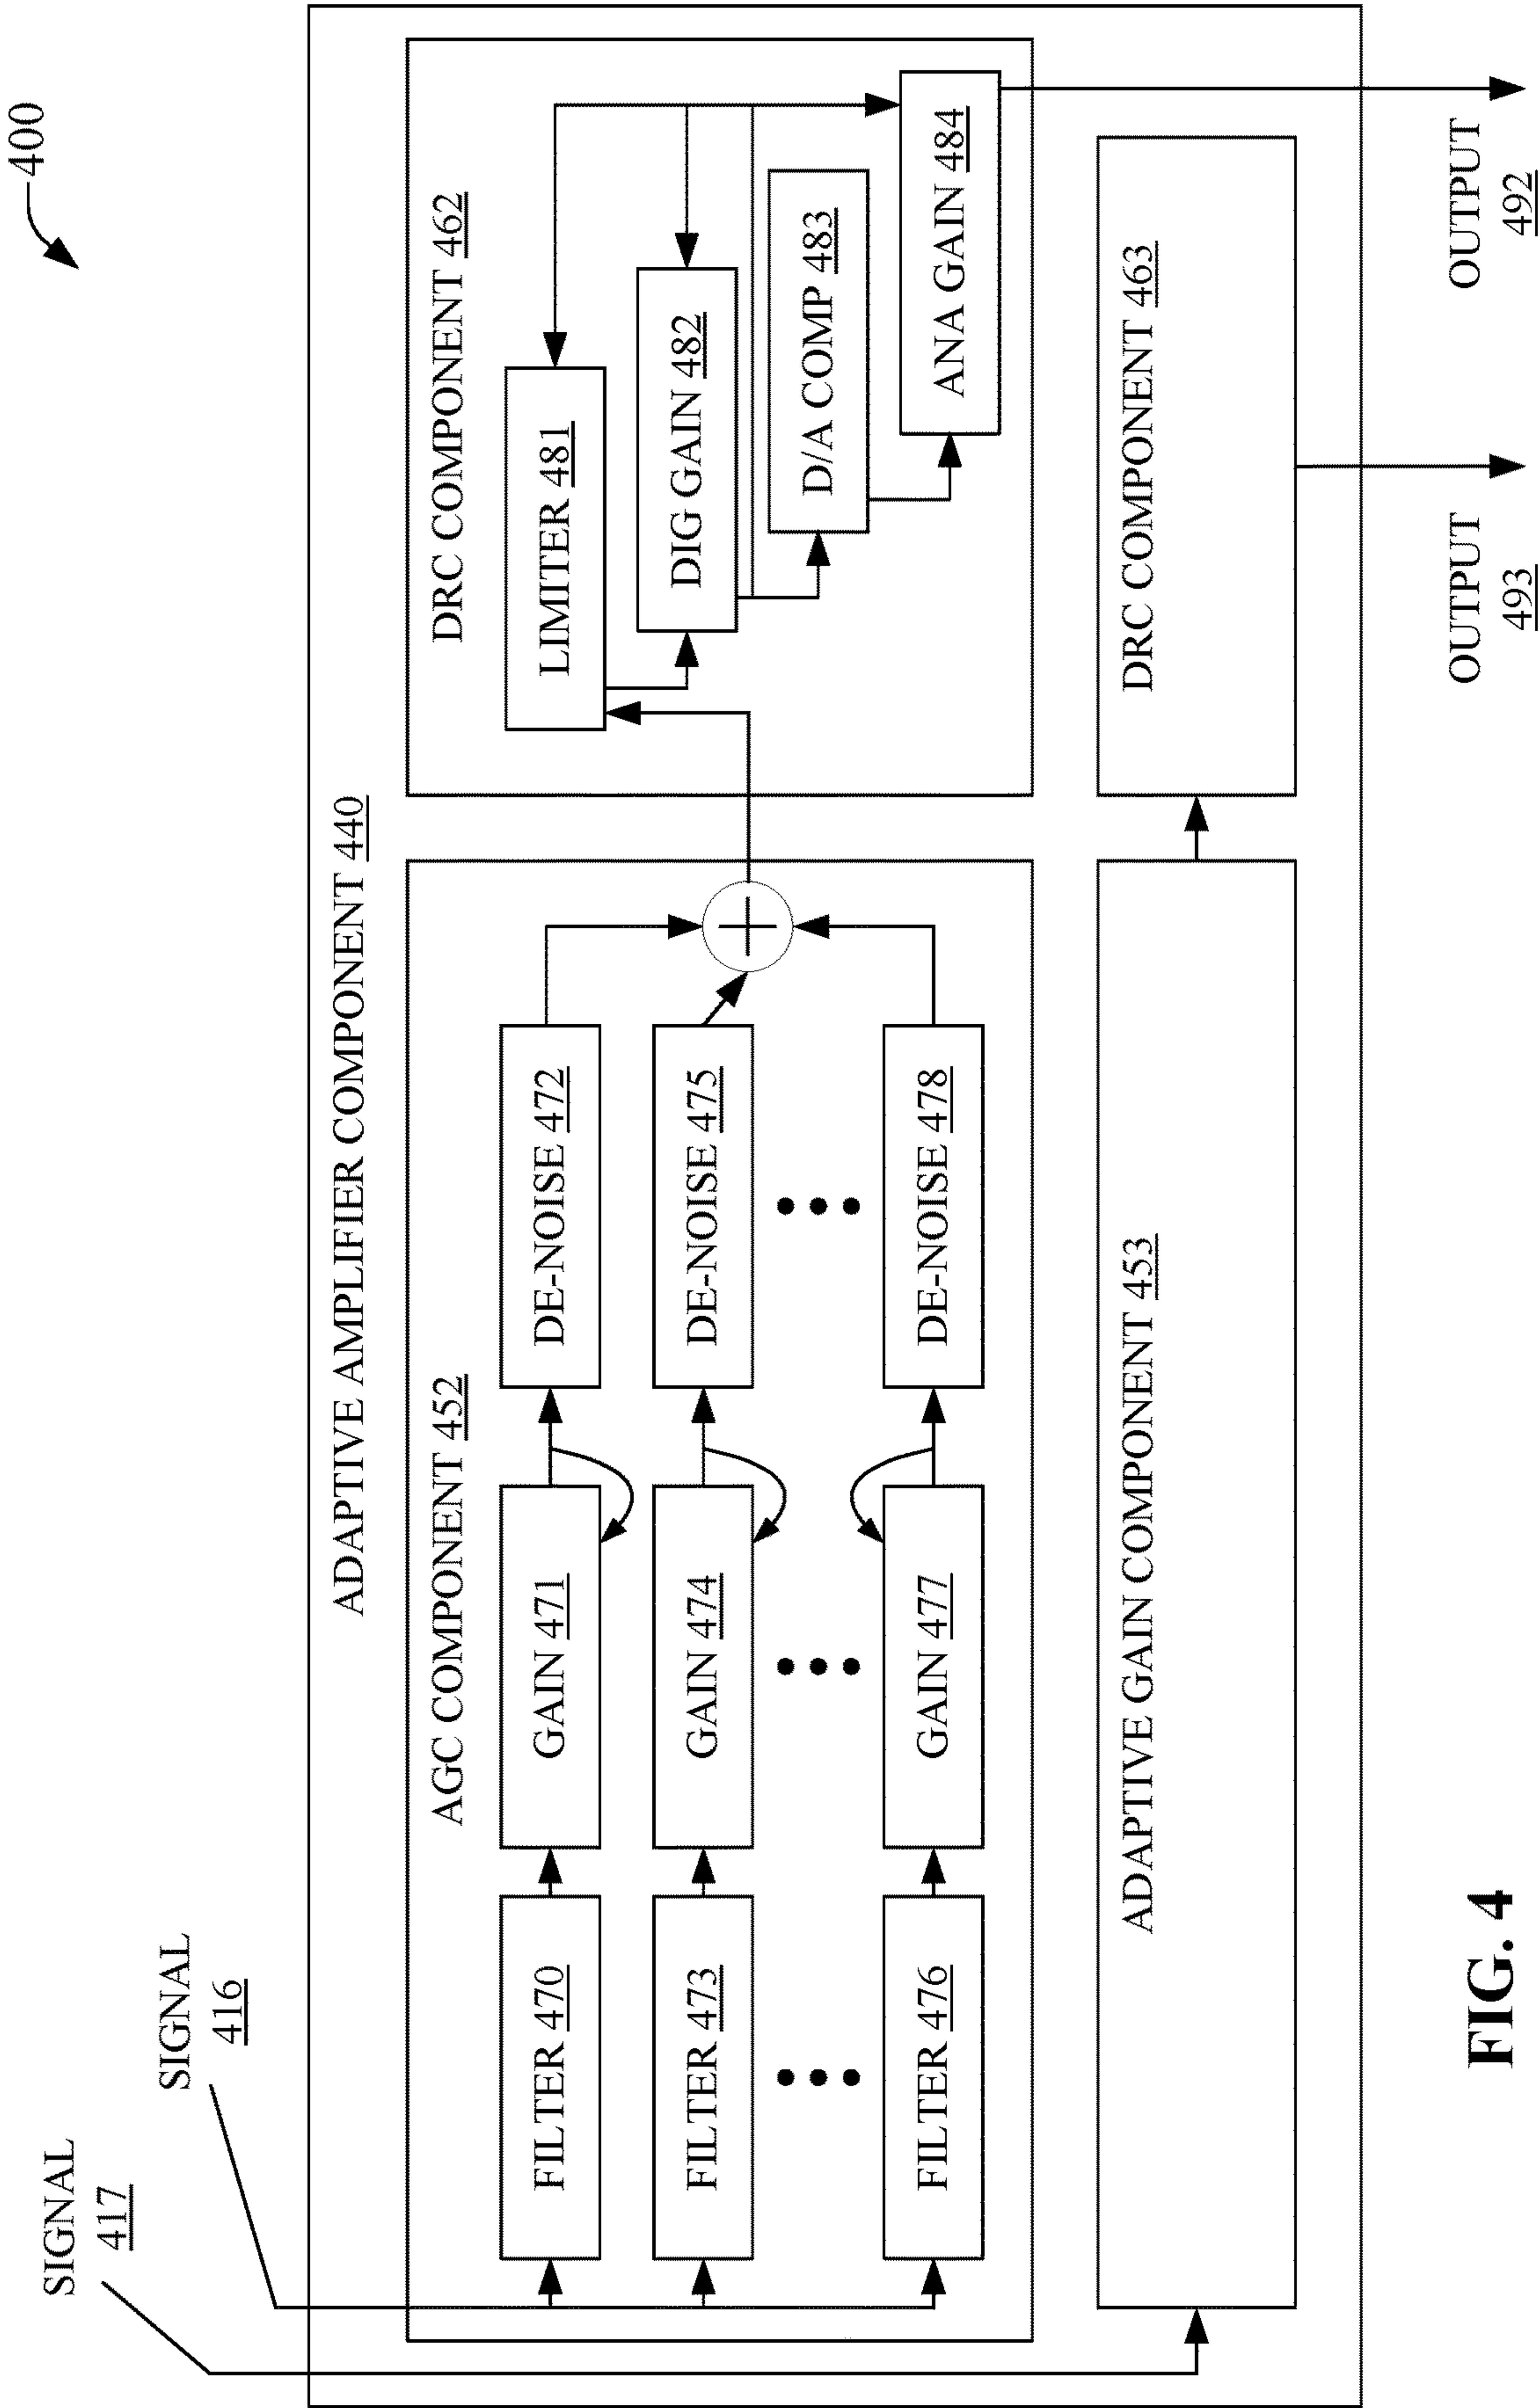 400
SIGNAL
417
SIGNAL
416
ADAPTIVE AMPLIFIER COMPONENT 440
AGC COMPONENT 452
FILTER 470
GAIN 471
DE-NOISE 472
FILTER 473
GAIN 474
DE-NOISE 475
FILTER 476
GAIN 477
DE-NOISE 478
+
DRC COMPONENT 462
LIMITER 481
DIG GAIN 482
D/A COMP 483
ANA GAIN 484
ADAPTIVE GAIN COMPONENT 453
DRC COMPONENT 463
OUTPUT
493
OUTPUT
492
FIG. 4